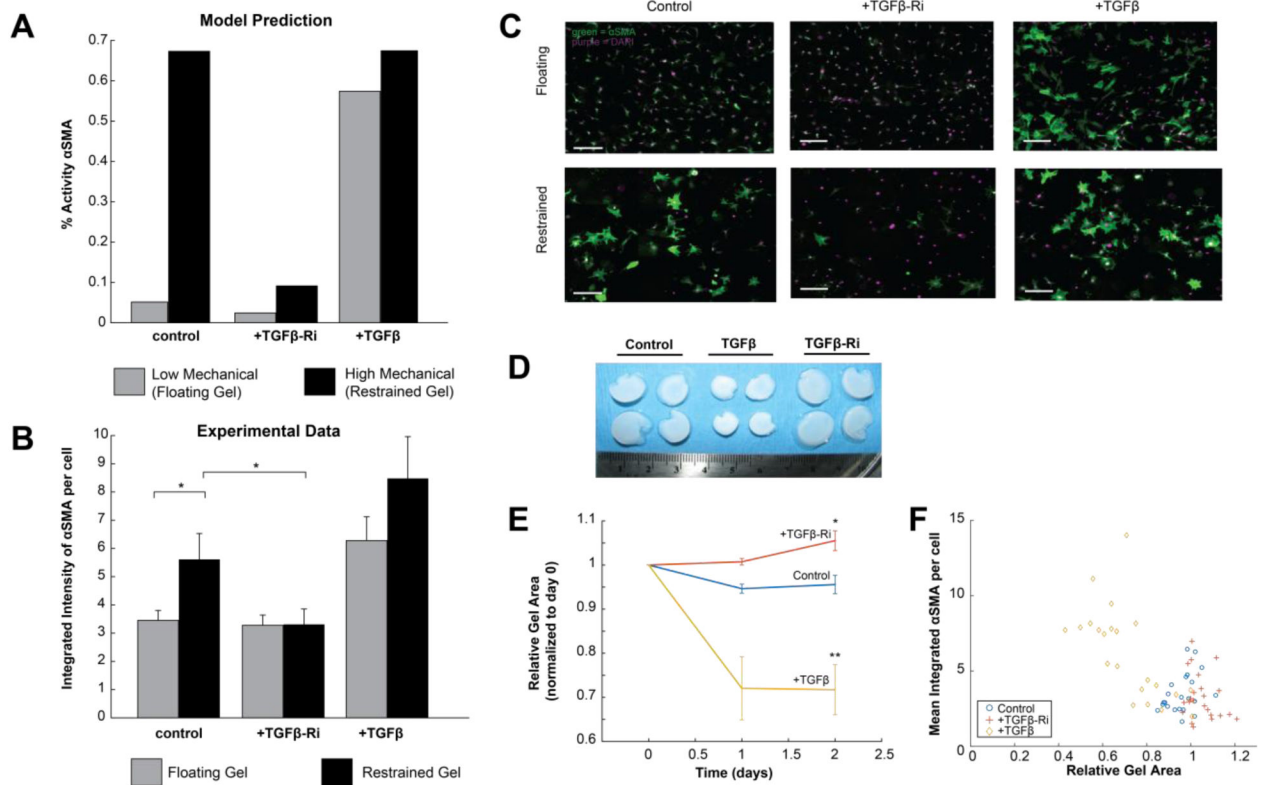 A
Model Prediction
% Activity αSMA
0.7
0.6
0.5
0.4
0.3
0.2
0.1
0
control
+TGFβ-Ri
+TGFβ
Low Mechanical
(Floating Gel)
High Mechanical
(Restrained Gel)
B
Experimental Data
Integrated Intensity of αSMA per cell
10
9
8
7
6
5
4
3
2
1
0
*
*
control
+TGFβ-Ri
+TGFβ
Floating Gel
Restrained Gel
C
Control
+TGFβ-Ri
+TGFβ
Floating
green = αSMA
purple = DAPI
Restrained
D
Control
TGFβ
TGFβ-Ri
1 2 3 4 5 6
E
Relative Gel Area
(normalized to day 0)
1.1
1
0.9
0.8
0.7
0.6
+TGFβ-Ri
*
Control
**
+TGFβ
0 0.5 1 1.5 2 2.5
Time (days)
F
Mean Integrated αSMA per cell
15
10
5
0
Control
+TGFβ-Ri
+TGFβ
0 0.2 0.4 0.6 0.8 1 1.2
Relative Gel Area